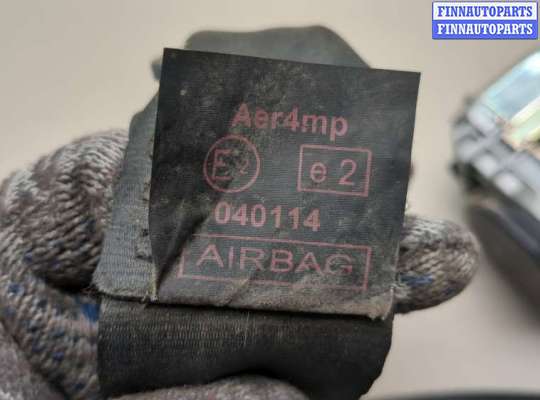 FINNAUTOPARTS
FINNAUTOPARTS
Aer4mp
E2 e 2
040114
AIRBAG